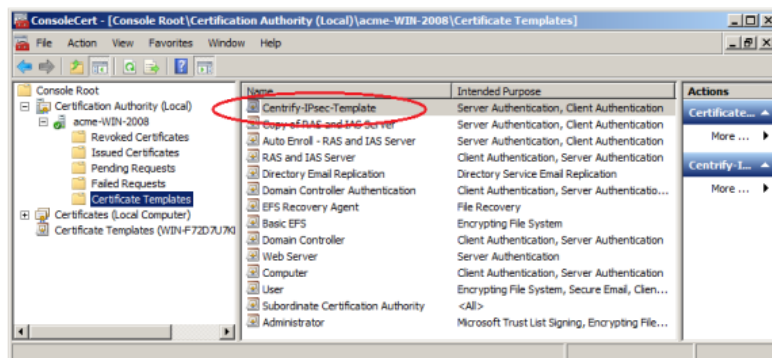 ConsoleCert - [Console Root\Certification Authority (Local)\acme-WIN-2008\Certificate Templates]
File Action View Favorites Window Help
Console Root
Certification Authority (Local)
acme-WIN-2008
Revoked Certificates
Issued Certificates
Pending Requests
Failed Requests
Certificate Templates
Certificates (Local Computer)
Certificate Templates (WIN-F72D7U7KI
Name Intended Purpose
Centrify-IPsec-Template Server Authentication, Client Authentication
Copy of RAS and IAS Server Server Authentication, Client Authentication
Auto Enroll - RAS and IAS Server Server Authentication, Client Authentication
RAS and IAS Server Client Authentication, Server Authentication
Directory Email Replication Directory Service Email Replication
Domain Controller Authentication Client Authentication, Server Authenticatio...
EFS Recovery Agent File Recovery
Basic EFS Encrypting File System
Domain Controller Client Authentication, Server Authentication
Web Server Server Authentication
Computer Client Authentication, Server Authentication
User Encrypting File System, Secure Email, Clien...
Subordinate Certification Authority <All>
Administrator Microsoft Trust List Signing, Encrypting File...
Actions
Certificate...
More ...
Centrify-I...
More ...